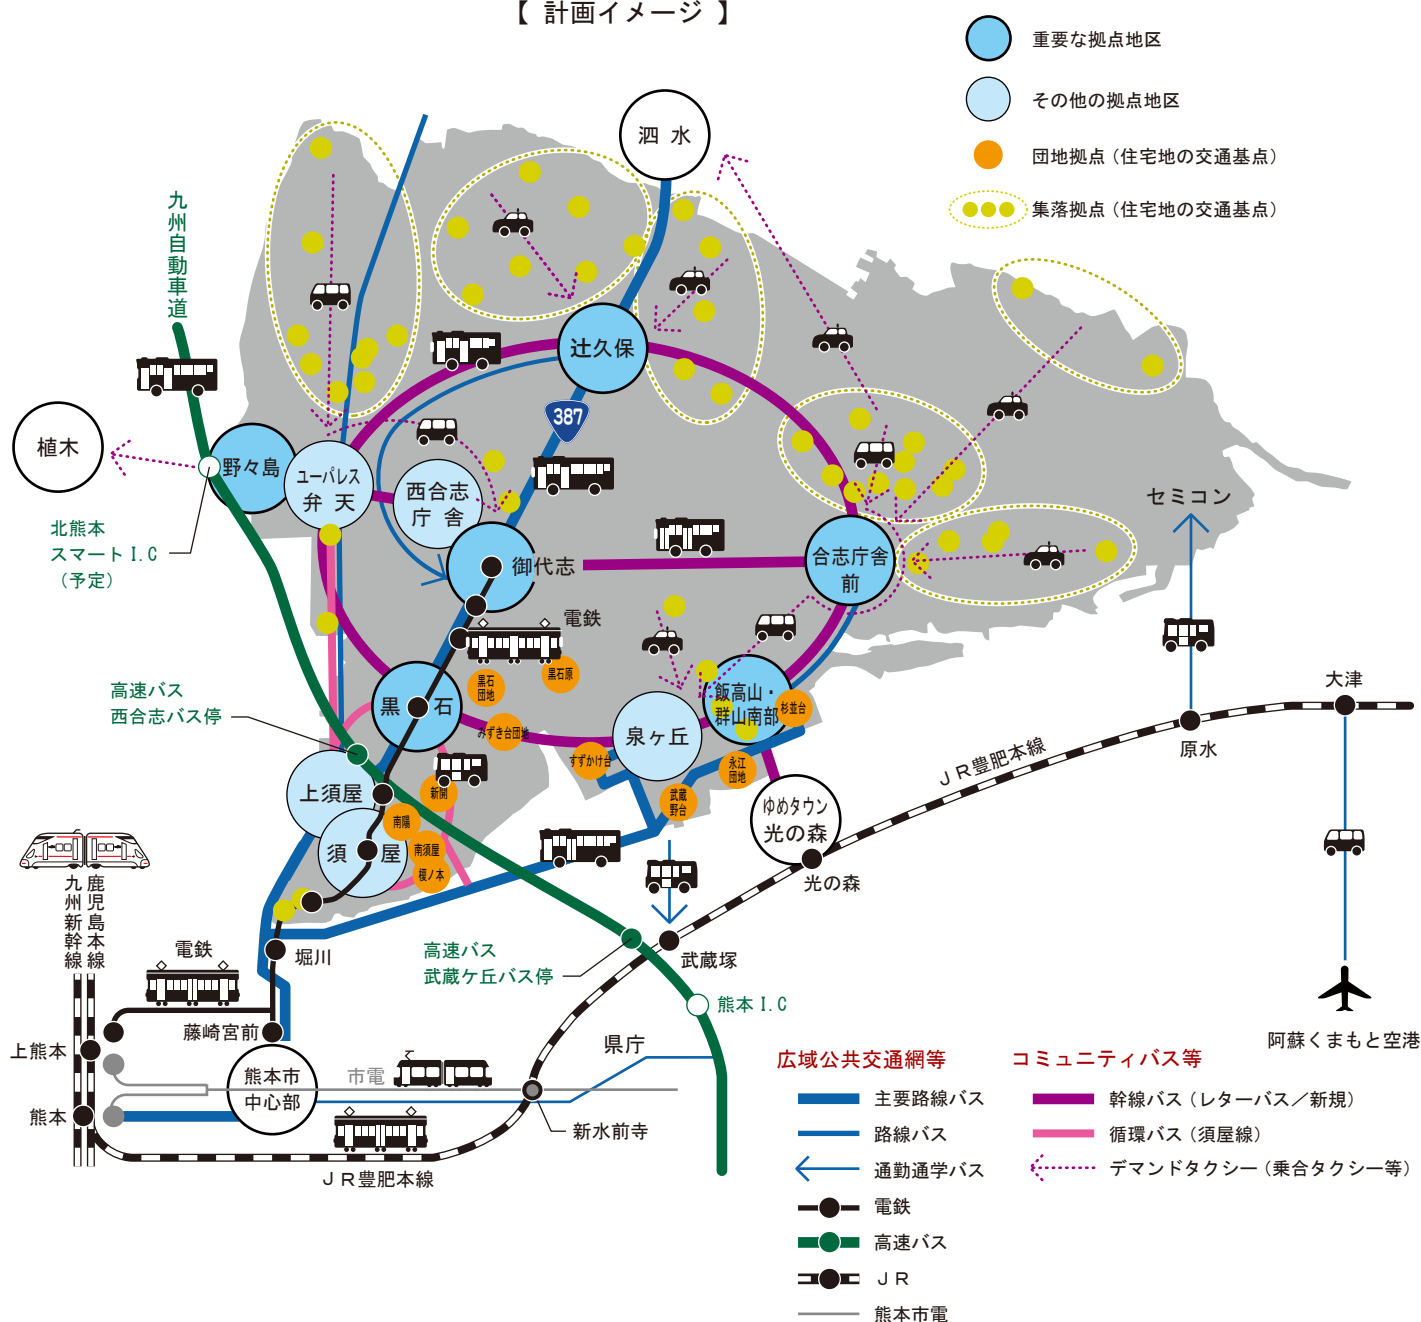 【 計画イメージ 】
重要な拠点地区
その他の拠点地区
団地拠点（住宅地の交通基点）
集落拠点（住宅地の交通基点）
泗水
九州自動車道
辻久保
387
植木
野々島
ユーパレス
弁天
西合志
庁舎
セミコン
北熊本
スマートI.C
（予定）
御代志
合志庁舎
前
電鉄
黒石
団地
黒石原
高速バス
西合志バス停
黒石
みずき台団地
泉ヶ丘
飯高山・
群山南部
杉並台
大津
原水
JR豊肥本線
すずかけ台
永江
団地
上須屋
新開
武蔵
野台
ゆめタウン
光の森
南陽
須屋
南須屋
榎ノ本
光の森
九州新幹線
鹿児島本線
堀川
電鉄
高速バス
武蔵ケ丘バス停
武蔵塚
熊本I.C
藤崎宮前
上熊本
県庁
阿蘇くまもと空港
熊本市
中心部
市電
熊本
新水前寺
JR豊肥本線
広域公共交通網等
主要路線バス
路線バス
通勤通学バス
電鉄
高速バス
JR
熊本市電
コミュニティバス等
幹線バス（レターバス／新規）
循環バス（須屋線）
デマンドタクシー（乗合タクシー等）